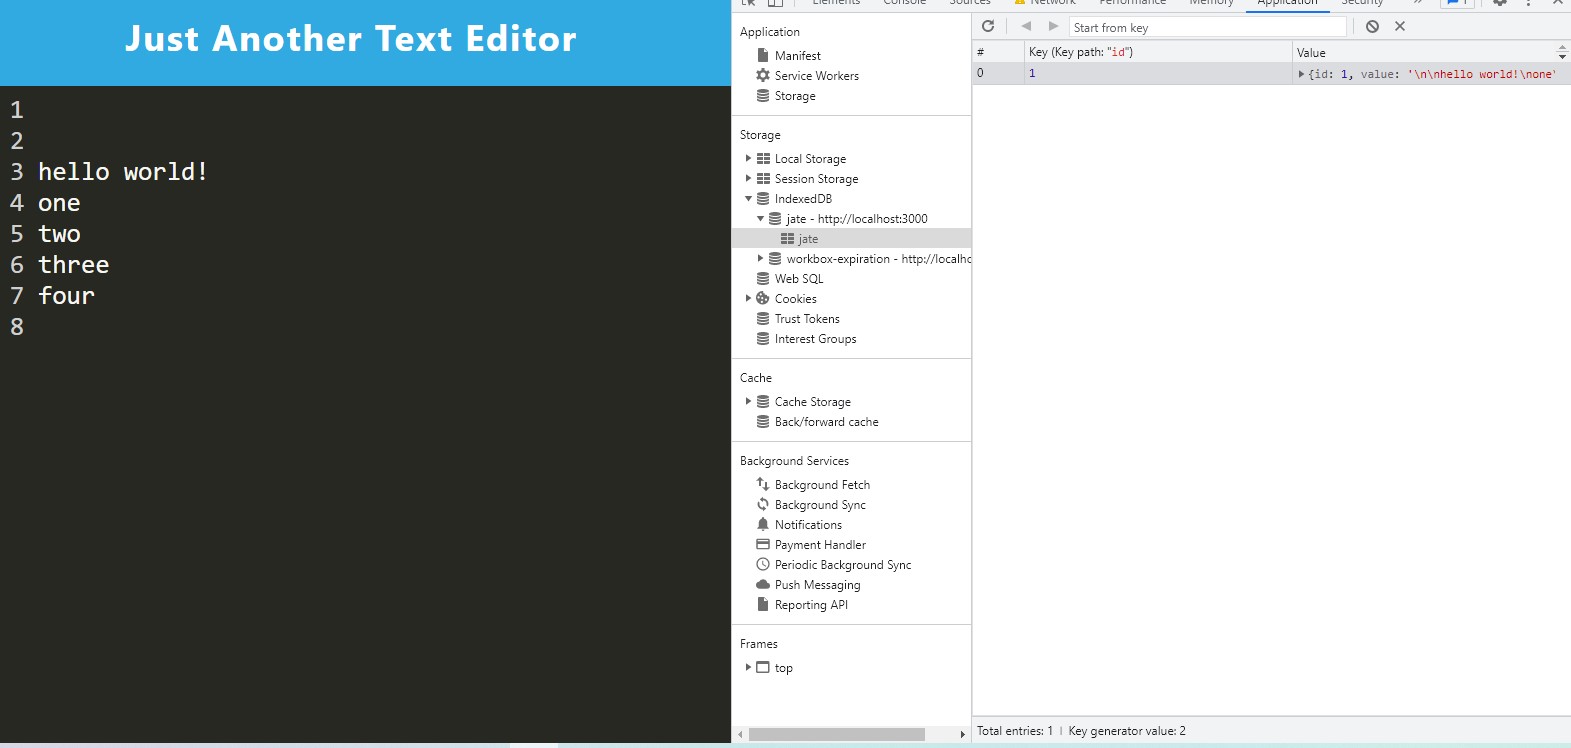 Just Another Text Editor
1
2
3 hello world!
4 one
5 two
6 three
7 four
8
Elements Console Sources Network Performance Memory Application Security » 1
Application
Manifest
Service Workers
Storage
Storage
Local Storage
Session Storage
IndexedDB
jate - http://localhost:3000
jate
workbox-expiration - http://localho
Web SQL
Cookies
Trust Tokens
Interest Groups
Cache
Cache Storage
Back/forward cache
Background Services
Background Fetch
Background Sync
Notifications
Payment Handler
Periodic Background Sync
Push Messaging
Reporting API
Frames
top
Start from key
# Key (Key path: "id") Value
0 1 {id: 1, value: '\n\nhello world!\none'
Total entries: 1 | Key generator value: 2